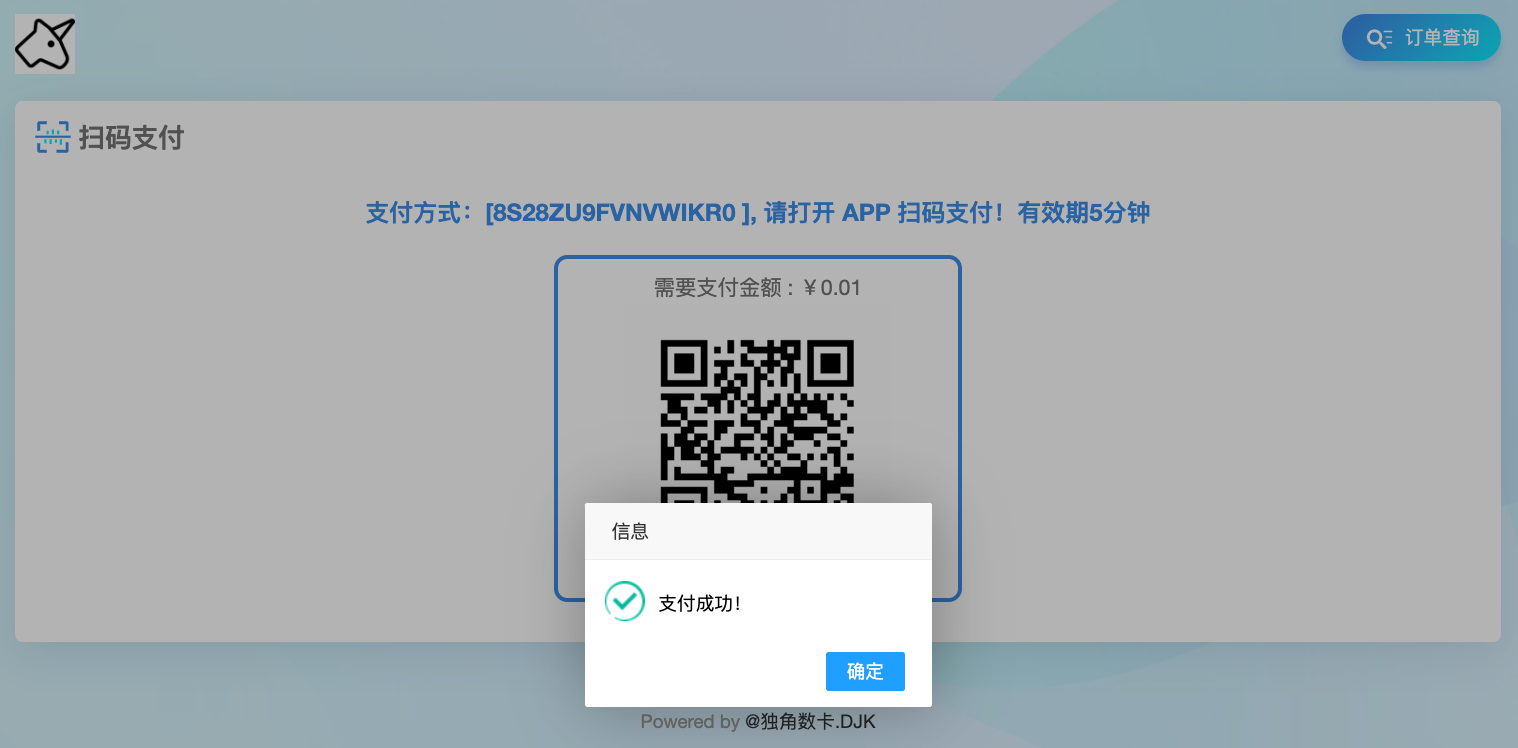 订单查询
扫码支付
支付方式：[8S28ZU9FVNVWIKR0 ], 请打开 APP 扫码支付！有效期5分钟
需要支付金额 : ￥0.01
信息
支付成功！
确定
Powered by @独角数卡.DJK